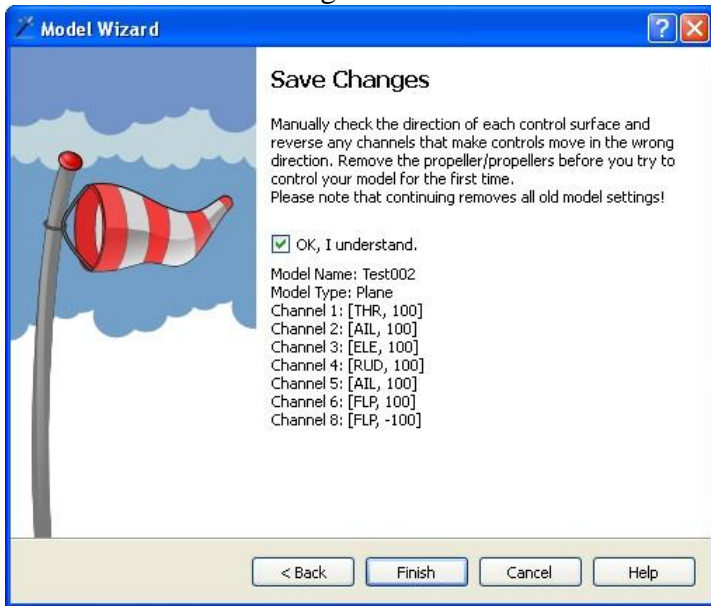 Model Wizard
Save Changes
Manually check the direction of each control surface and
reverse any channels that make controls move in the wrong
direction. Remove the propeller/propellers before you try to
control your model for the first time.
Please note that continuing removes all old model settings!
OK, I understand.
Model Name: Test002
Model Type: Plane
Channel 1: [THR, 100]
Channel 2: [AIL, 100]
Channel 3: [ELE, 100]
Channel 4: [RUD, 100]
Channel 5: [AIL, 100]
Channel 6: [FLP, 100]
Channel 8: [FLP, -100]
< Back Finish Cancel Help